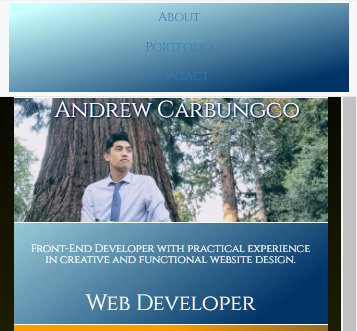 About
Portfolio
Contact
Andrew Carbungco
Front-End Developer with practical experience
in creative and functional website design.
Web Developer